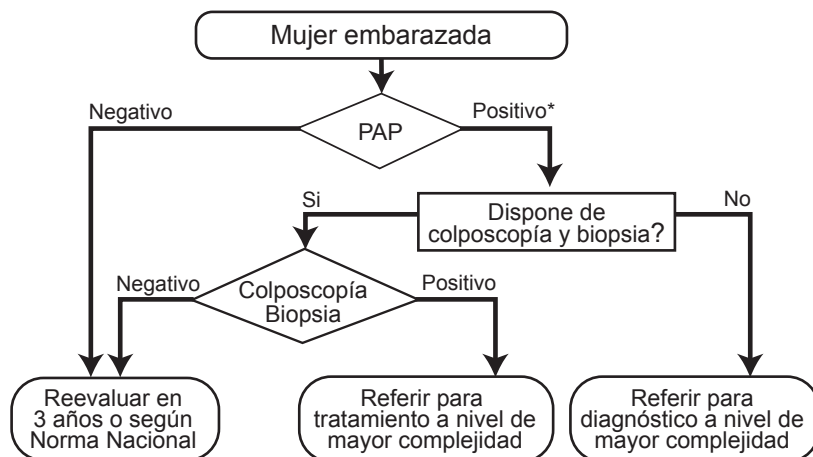 Mujer embarazada
Negativo
Positivo*
PAP
Si
No
Dispone de
colposcopía y biopsia?
Negativo
Positivo
Colposcopía
Biopsia
Reevaluar en
3 años o según
Norma Nacional
Referir para
tratamiento a nivel de
mayor complejidad
Referir para
diagnóstico a nivel de
mayor complejidad